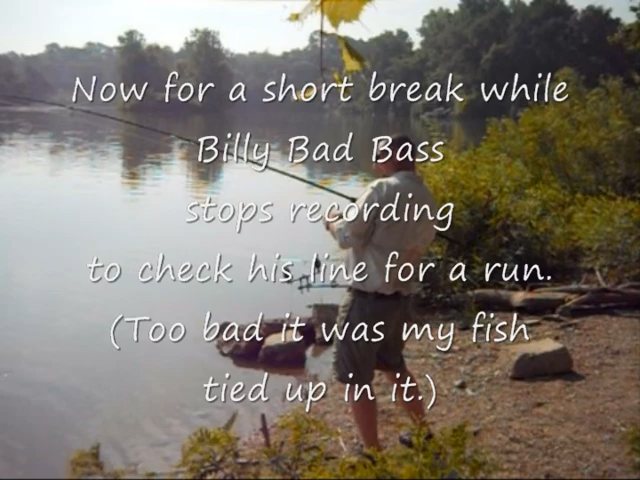 Now for a short break while
Billy Bad Bass
stops recording
to check his line for a run.
(Too bad it was my fish
tied up in it.)